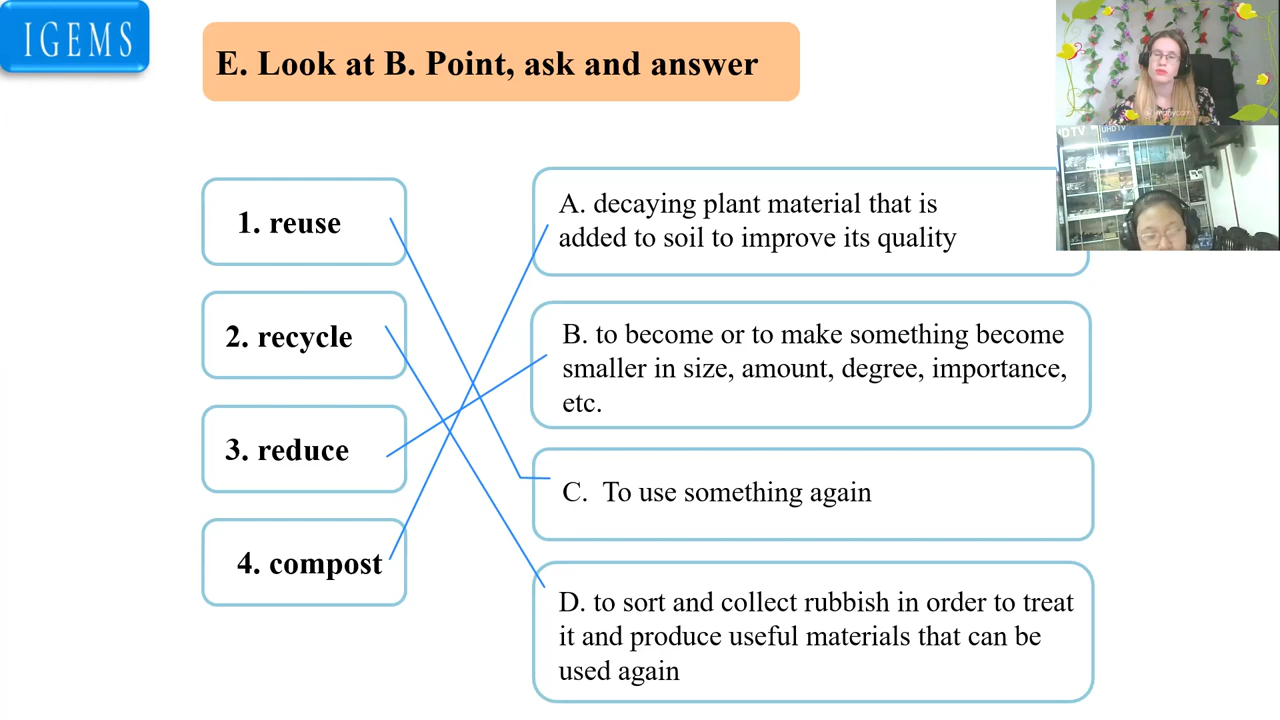 IGEMS
E. Look at B. Point, ask and answer
1. reuse
2. recycle
3. reduce
4. compost
A. decaying plant material that is
added to soil to improve its quality
B. to become or to make something become
smaller in size, amount, degree, importance,
etc.
C. To use something again
D. to sort and collect rubbish in order to treat
it and produce useful materials that can be
used again
manycam
DTV
UHDTV